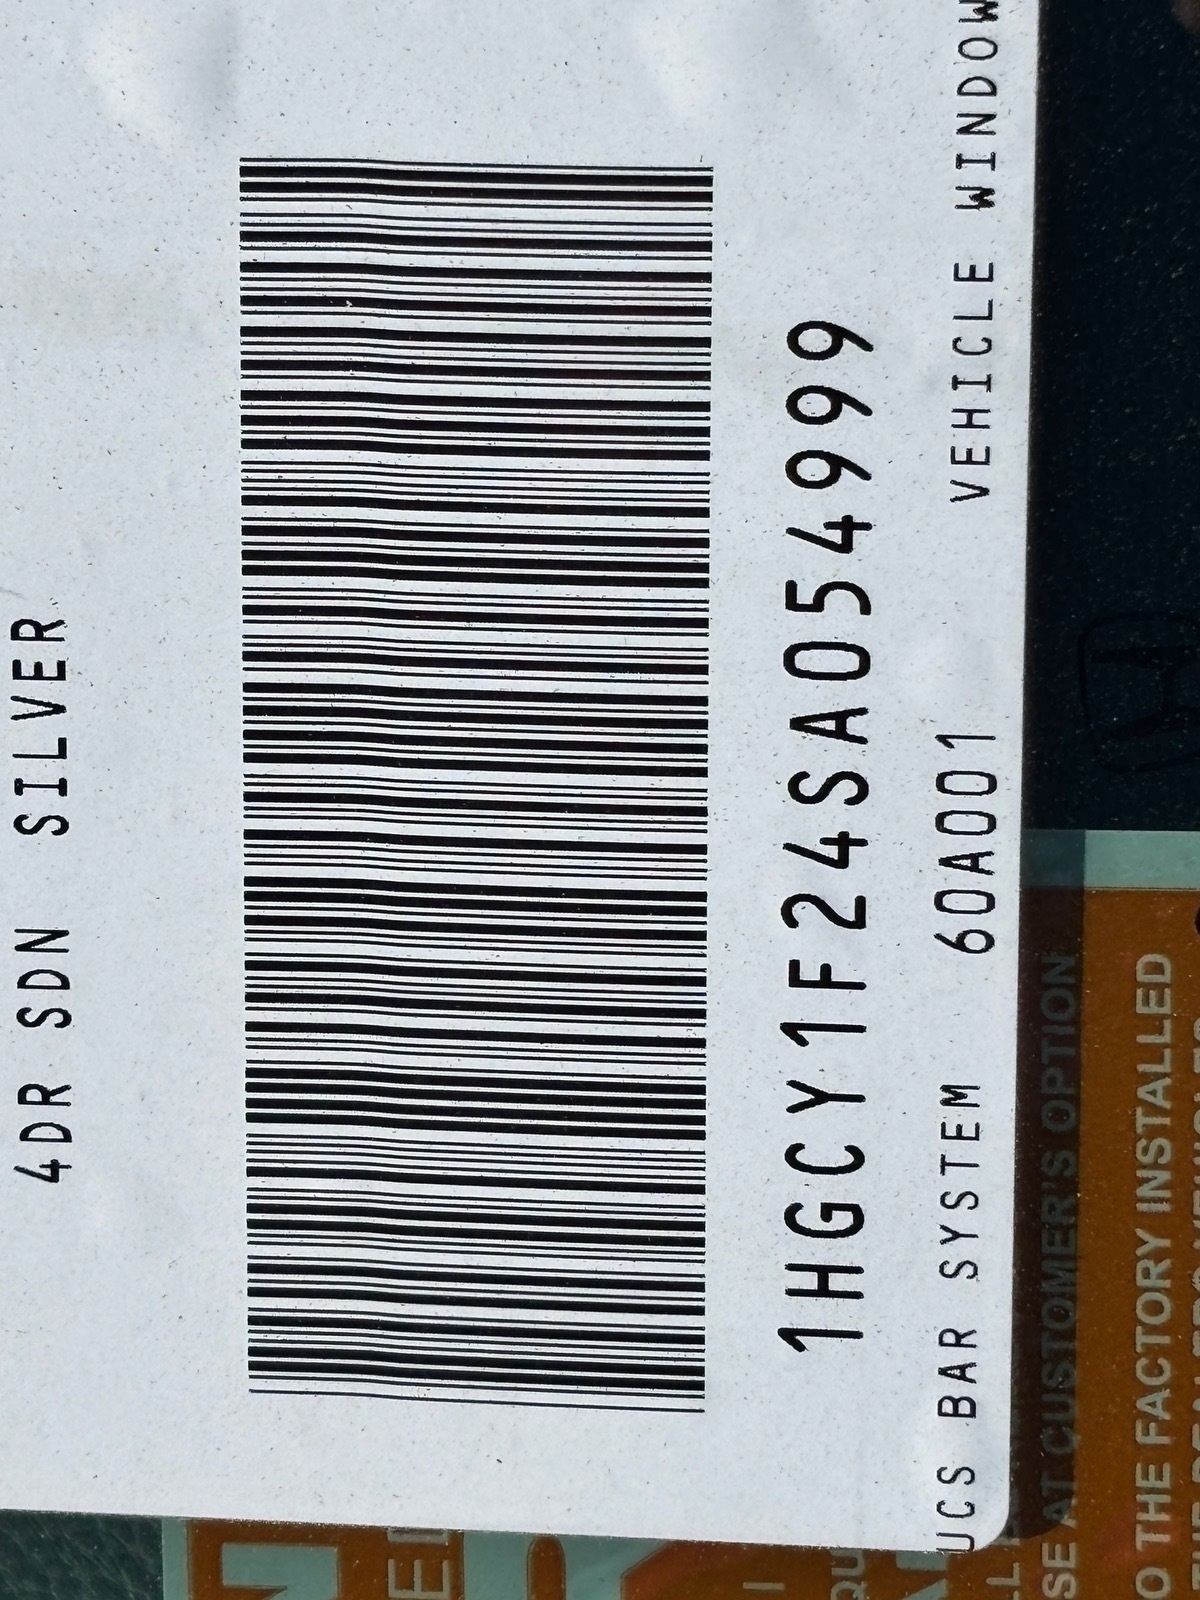 4DR SDN SILVER
1HGCY1F24SA054999
UCS BAR SYSTEM 60A001 VEHICLE WINDOW
SE AT CUSTOMER'S OPTION
O THE FACTORY INSTALLED